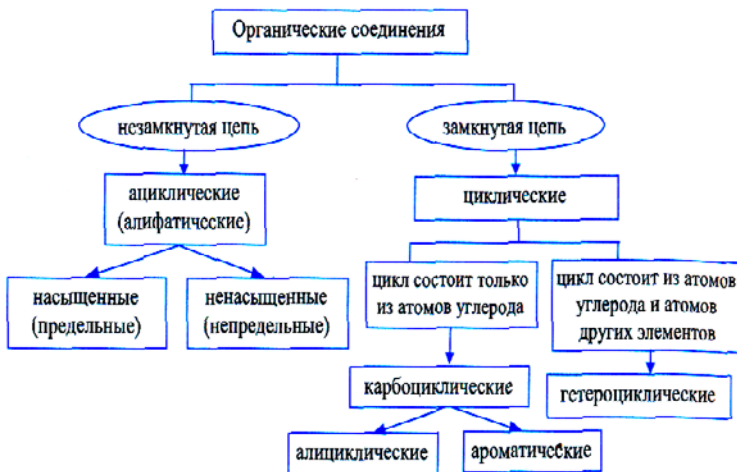 Органические соединения
незамкнутая цепь
замкнутая цепь
ациклические
(алифатические)
циклические
насыщенные
(предельные)
ненасыщенные
(непредельные)
цикл состоит только
из атомов углерода
цикл состоит из атомов
углерода и атомов
других элементов
карбоциклические
гетероциклические
алициклические
ароматические